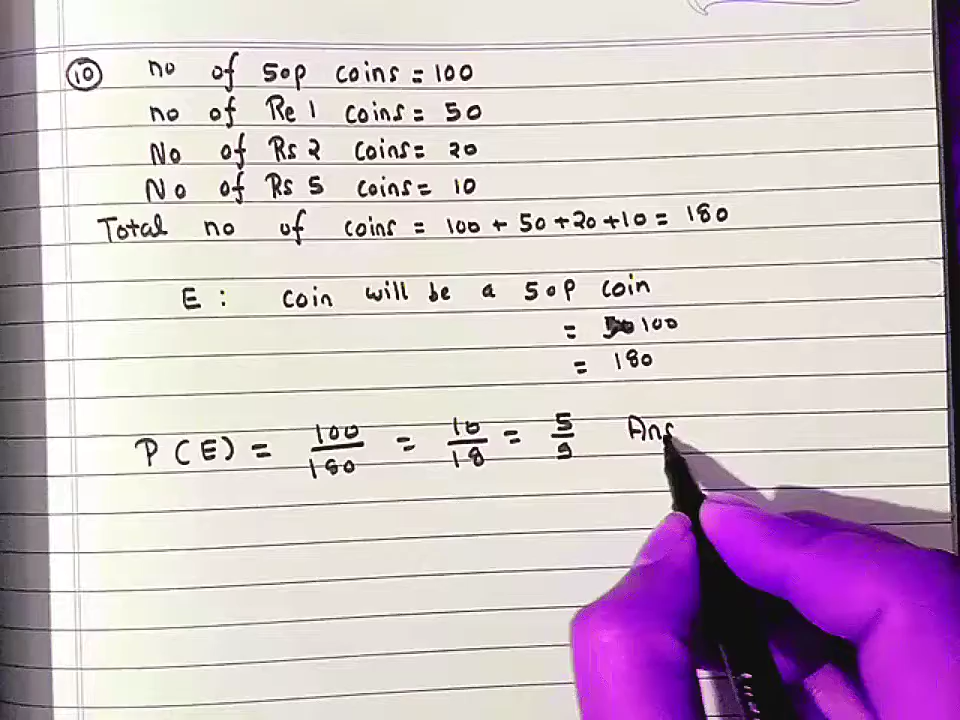 10 no of 50p coins = 100
no of Re 1 coins = 50
No of Rs 2 coins = 20
No of Rs 5 coins = 10
Total no of coins = 100 + 50 + 20 + 10 = 180
E : coin will be a 50p coin
= 100
= 180
P(E) = 100/180 = 10/18 = 5/9 Ans